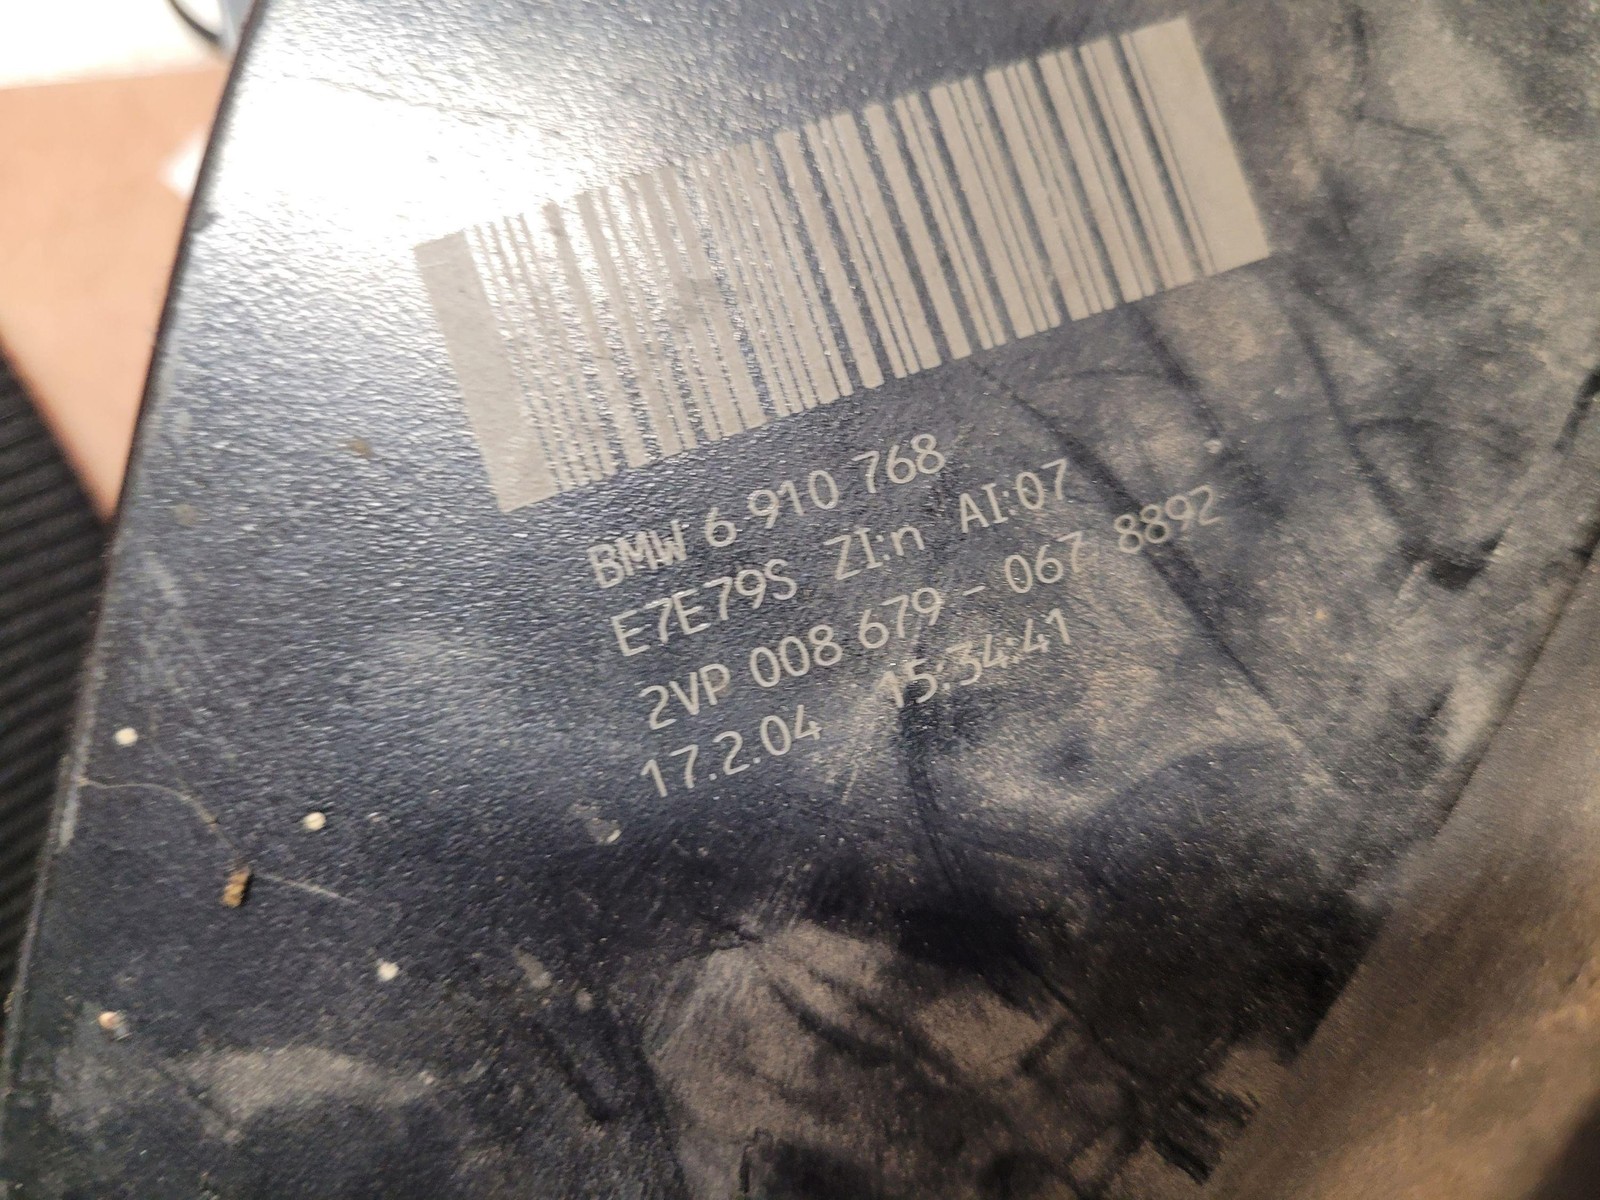 BMW 6 910 768
E7E79S ZI:n AI:07
2VP 008 679 - 067 8892
17.2.04 15:34:41